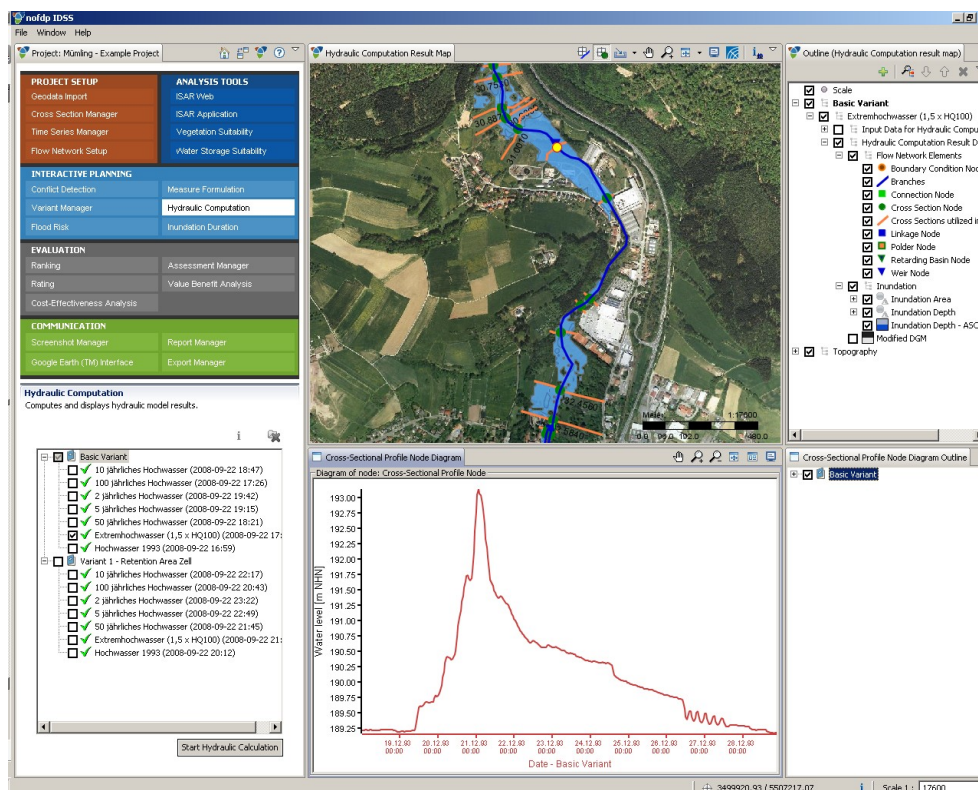 nofdp IDSS
File Window Help
Project: Mümling - Example Project
PROJECT SETUP
Geodata Import
Cross Section Manager
Time Series Manager
Flow Network Setup
ANALYSIS TOOLS
ISAR Web
ISAR Application
Vegetation Suitability
Water Storage Suitability
INTERACTIVE PLANNING
Conflict Detection
Measure Formulation
Variant Manager
Hydraulic Computation
Flood Risk
Inundation Duration
EVALUATION
Ranking
Assessment Manager
Rating
Value Benefit Analysis
Cost-Effectiveness Analysis
COMMUNICATION
Screenshot Manager
Report Manager
Google Earth (TM) Interface
Export Manager
Hydraulic Computation
Computes and displays hydraulic model results.
Basic Variant
10 jährliches Hochwasser (2008-09-22 18:47)
100 jährliches Hochwasser (2008-09-22 17:26)
2 jährliches Hochwasser (2008-09-22 19:42)
5 jährliches Hochwasser (2008-09-22 19:15)
50 jährliches Hochwasser (2008-09-22 18:21)
Extremhochwasser (1,5 x HQ100) (2008-09-22 17:
Hochwasser 1993 (2008-09-22 16:59)
Variant 1 - Retention Area Zell
10 jährliches Hochwasser (2008-09-22 22:17)
100 jährliches Hochwasser (2008-09-22 20:43)
2 jährliches Hochwasser (2008-09-22 23:22)
5 jährliches Hochwasser (2008-09-22 22:49)
50 jährliches Hochwasser (2008-09-22 21:45)
Extremhochwasser (1,5 x HQ100) (2008-09-22 21:
Hochwasser 1993 (2008-09-22 20:12)
Start Hydraulic Calculation
Hydraulic Computation Result Map
1:17600
Cross-Sectional Profile Node Diagram
Diagram of node: Cross-Sectional Profile Node
Water level [m NHN]
193.00
192.75
192.50
192.25
192.00
191.75
191.50
191.25
191.00
190.75
190.50
190.25
190.00
189.75
189.50
189.25
19.12.93 00:00
20.12.93 00:00
21.12.93 00:00
22.12.93 00:00
23.12.93 00:00
24.12.93 00:00
25.12.93 00:00
26.12.93 00:00
27.12.93 00:00
28.12.93 00:00
Date - Basic Variant
Outline (Hydraulic Computation result map)
Scale
Basic Variant
Extremhochwasser (1,5 x HQ100)
Input Data for Hydraulic Compu
Hydraulic Computation Result D
Flow Network Elements
Boundary Condition Nod
Branches
Connection Node
Cross Section Node
Cross Sections utilized in
Linkage Node
Polder Node
Retarding Basin Node
Weir Node
Inundation
Inundation Area
Inundation Depth
Inundation Depth - ASC
Modified DGM
Topography
Cross-Sectional Profile Node Diagram Outline
Basic Variant
3499920.93 / 5507217.07
Scale 1 : 17600